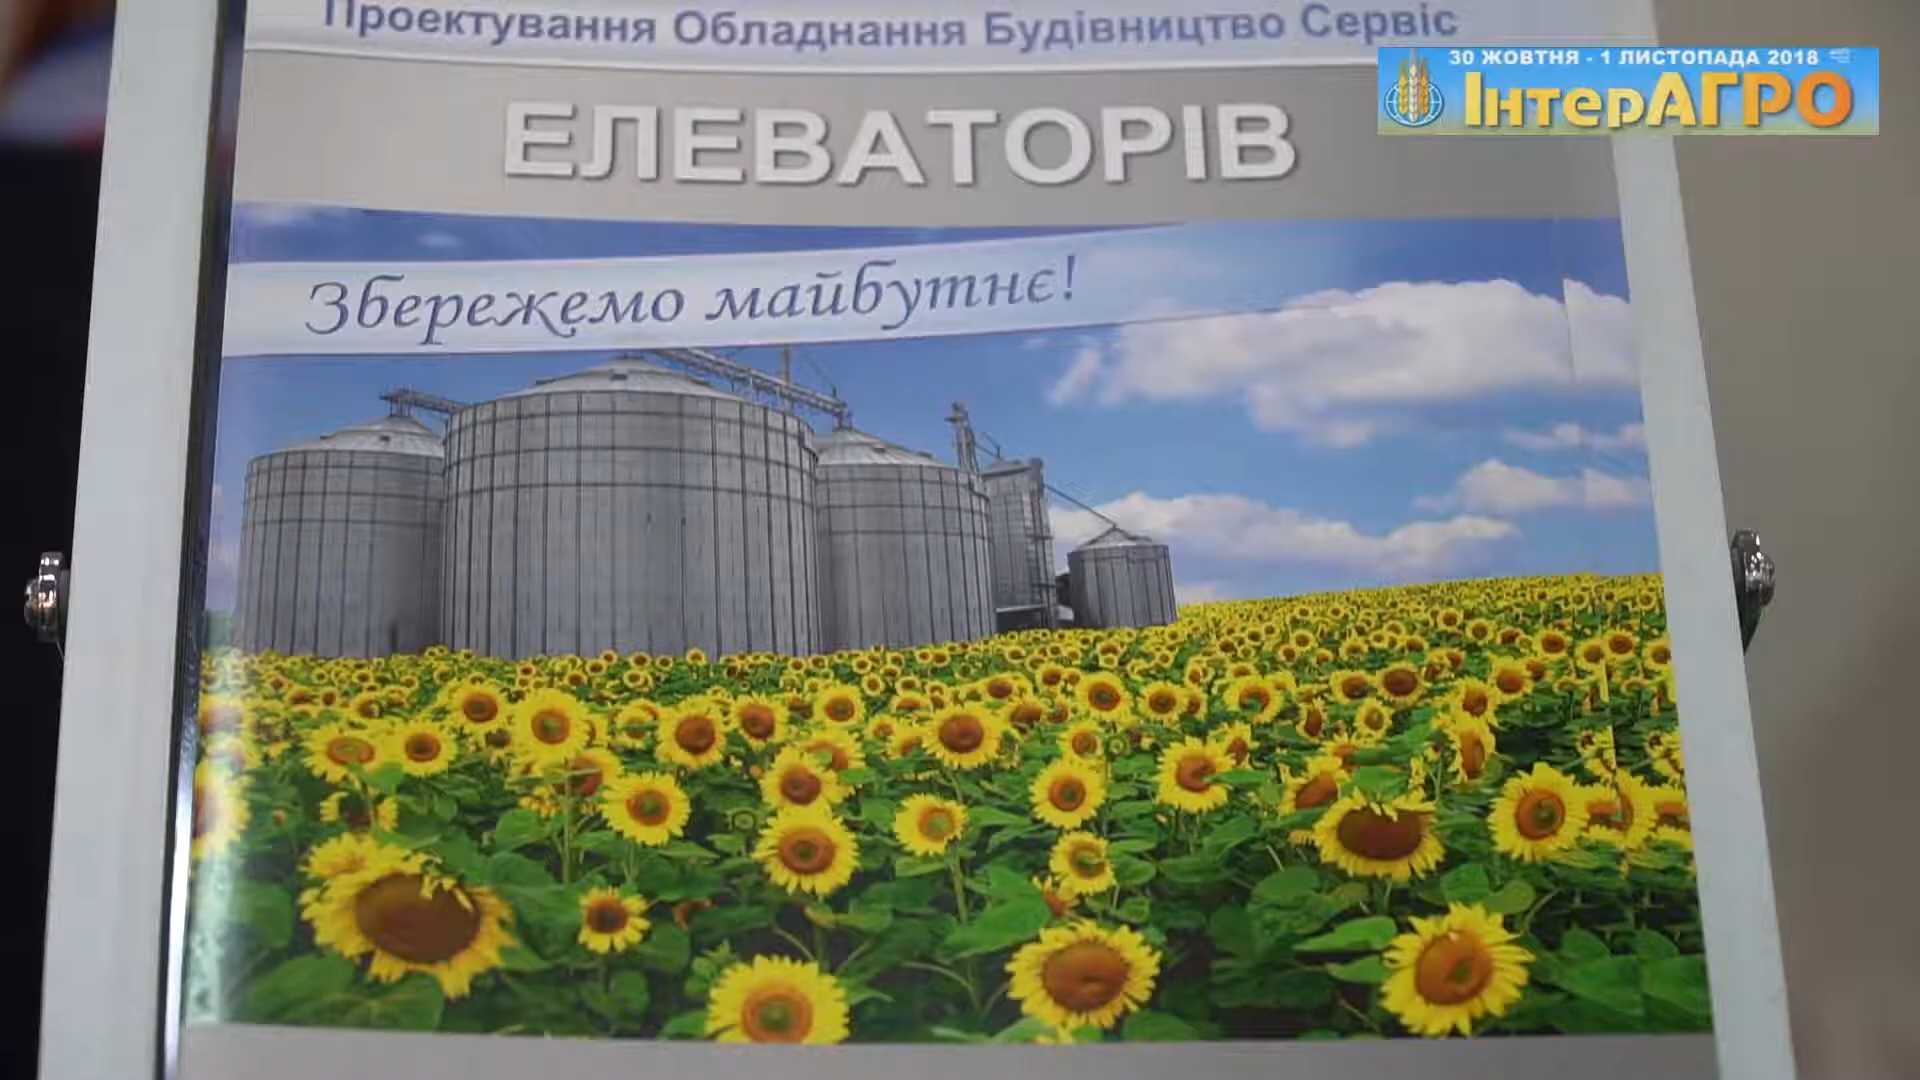 Проектування Обладнання Будівництво Сервіс
30 ЖОВТНЯ - 1 ЛИСТОПАДА 2018
ІнтерАГРО
ЕЛЕВАТОРІВ
Збережемо майбутнє!